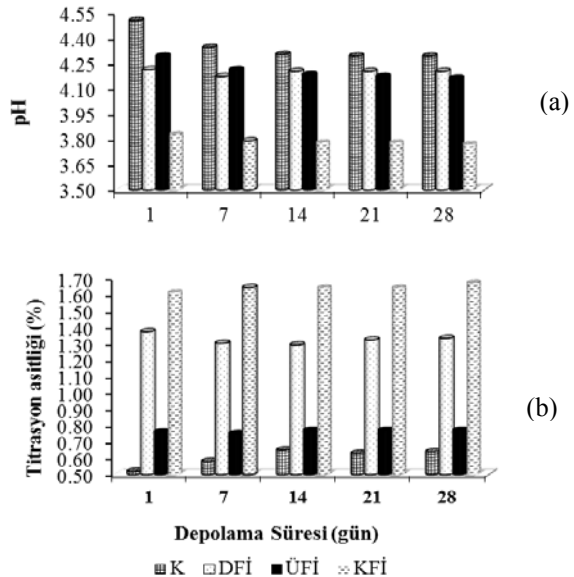 4.55
4.40
4.25
4.10
3.95
3.80
3.65
3.50
pH
1 7 14 21 28
(a)
1.70
1.60
1.50
1.40
1.30
1.20
1.10
1.00
0.90
0.80
0.70
0.60
0.50
Titrasyon asitliği (%)
1 7 14 21 28
(b)
Depolama Süresi (gün)
K DFİ ÜFİ KFİ